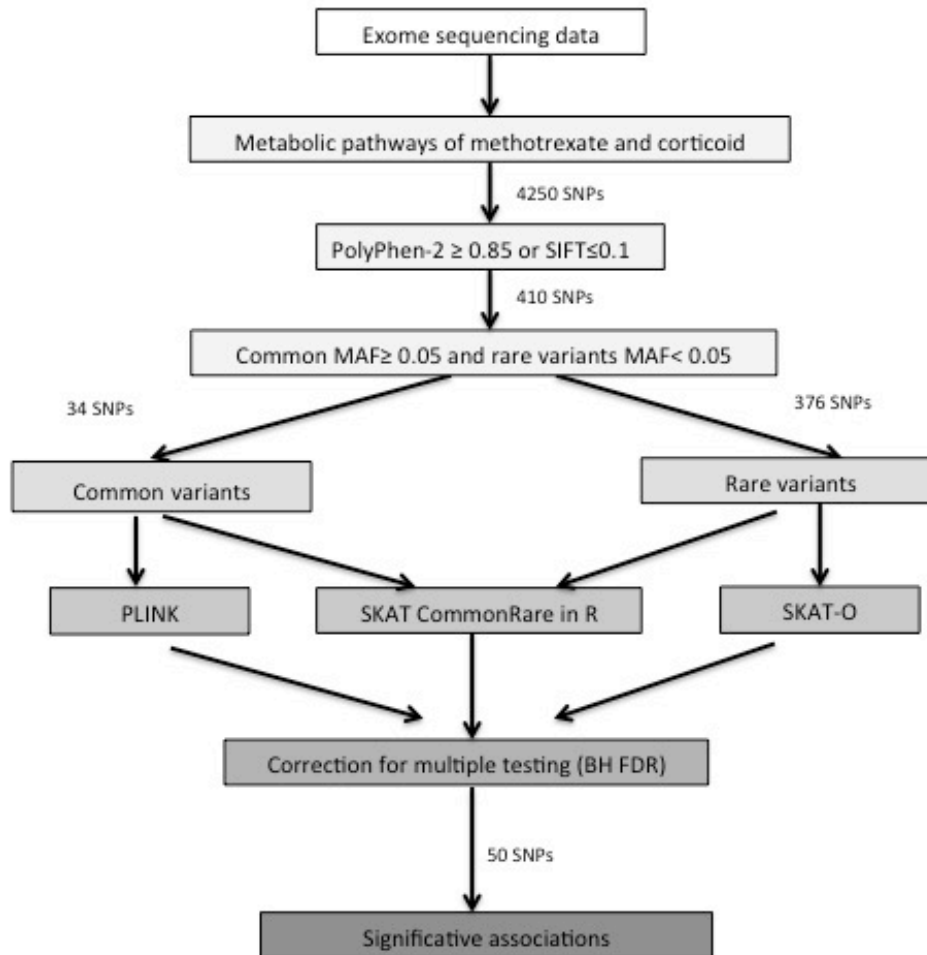 Exome sequencing data
Metabolic pathways of methotrexate and corticoid
4250 SNPs
PolyPhen-2 ≥ 0.85 or SIFT≤0.1
410 SNPs
Common MAF≥ 0.05 and rare variants MAF< 0.05
34 SNPs
376 SNPs
Common variants
Rare variants
PLINK
SKAT CommonRare in R
SKAT-O
Correction for multiple testing (BH FDR)
50 SNPs
Significative associations